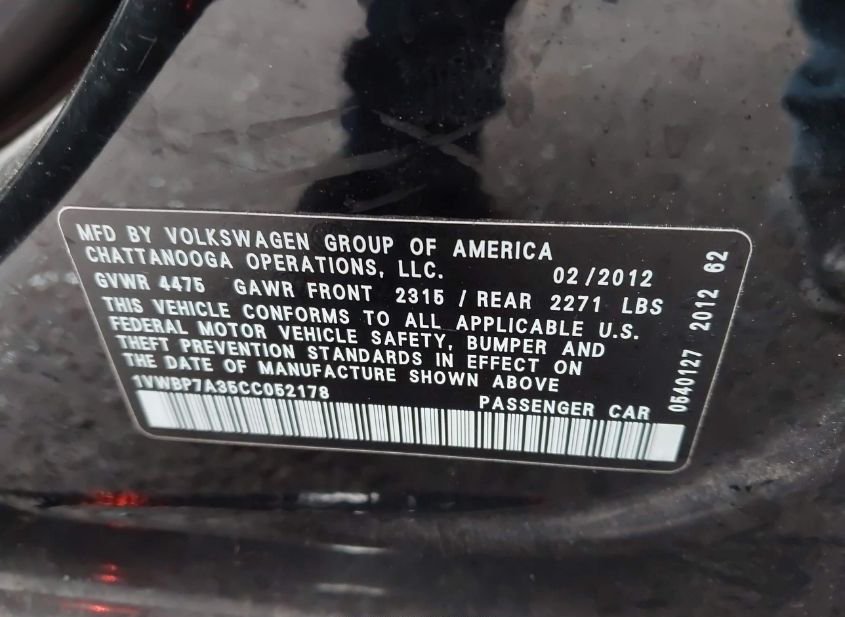 MFD BY VOLKSWAGEN GROUP OF AMERICA
CHATTANOOGA OPERATIONS, LLC. 02/2012
GVWR 4475 GAWR FRONT 2315 / REAR 2271 LBS
THIS VEHICLE CONFORMS TO ALL APPLICABLE U.S.
FEDERAL MOTOR VEHICLE SAFETY, BUMPER AND
THEFT PREVENTION STANDARDS IN EFFECT ON
THE DATE OF MANUFACTURE SHOWN ABOVE
1VWBP7A35CC052178 PASSENGER CAR
0540127 2012 62